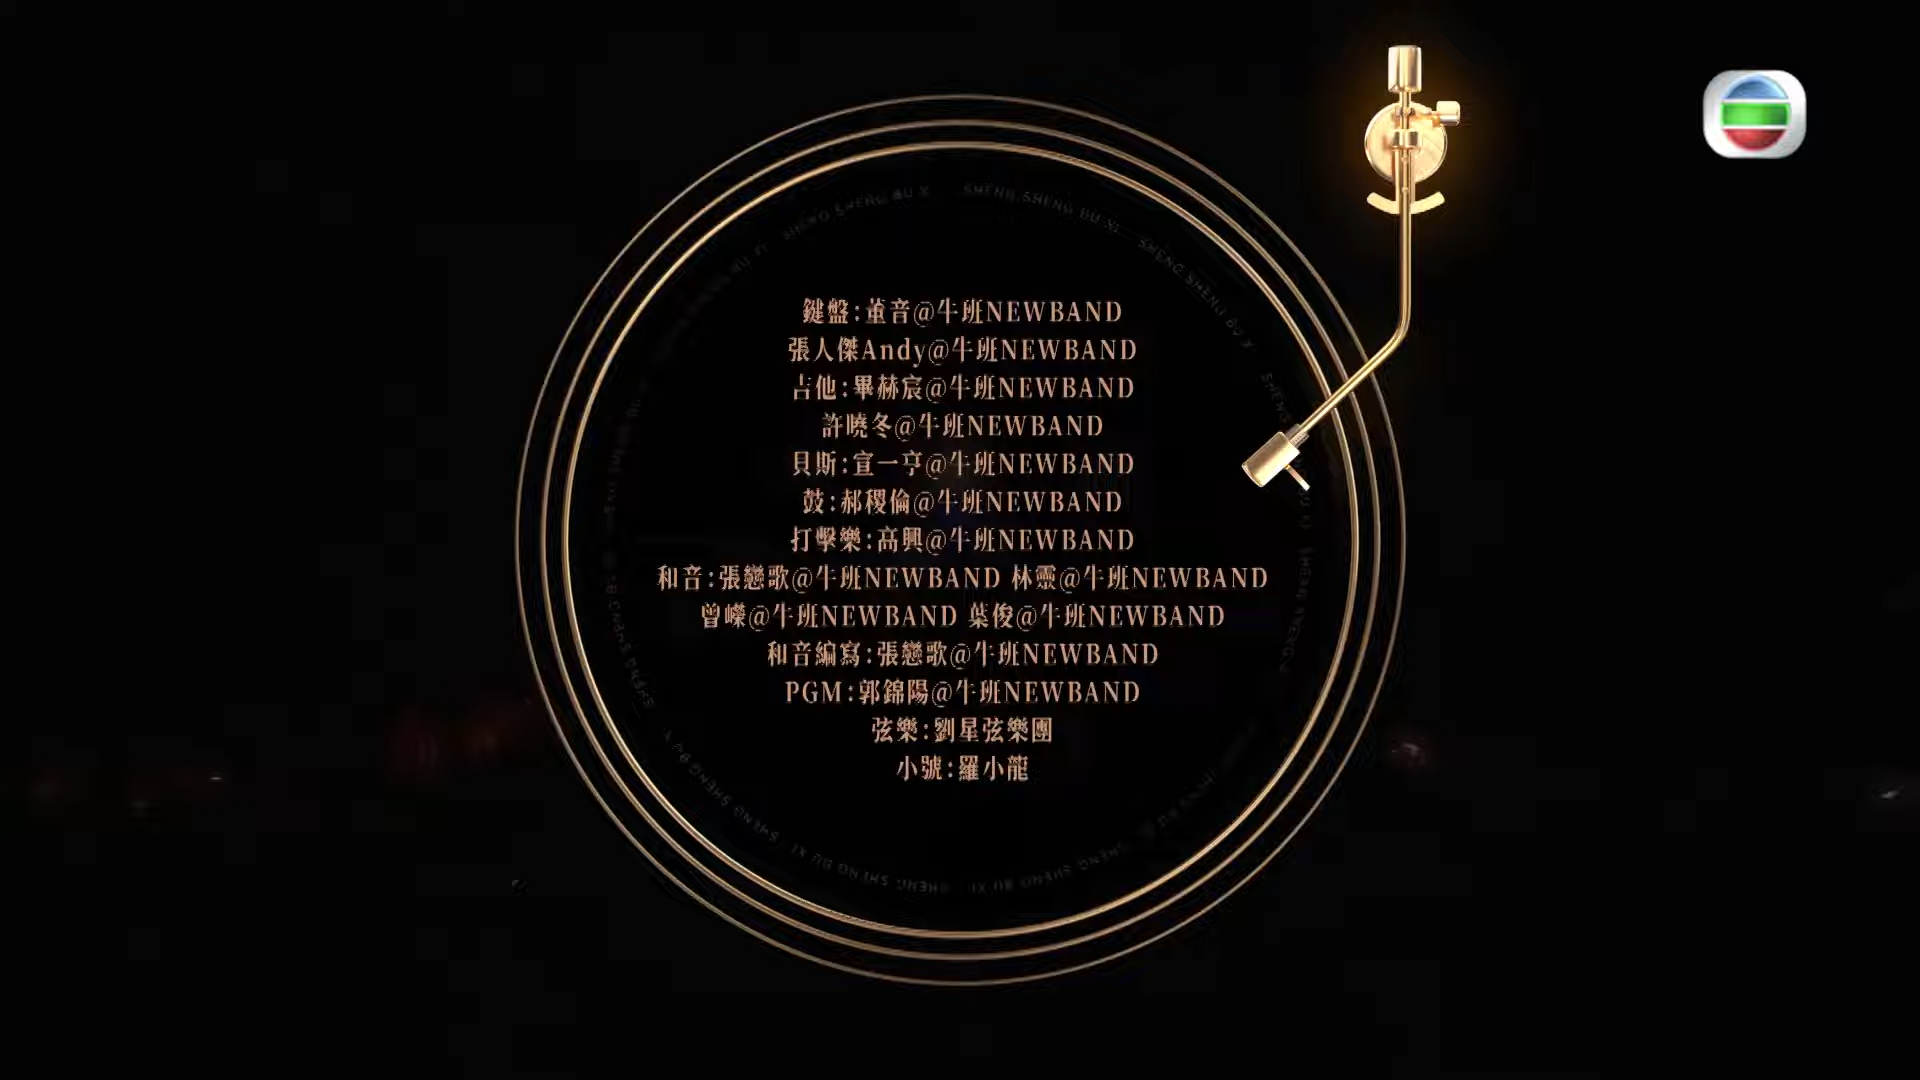 鍵盤:董音@牛班NEWBAND
張人傑Andy@牛班NEWBAND
吉他:畢赫宸@牛班NEWBAND
許曉冬@牛班NEWBAND
貝斯:宣一亨@牛班NEWBAND
鼓:郝稷倫@牛班NEWBAND
打擊樂:高興@牛班NEWBAND
和音:張戀歌@牛班NEWBAND 林靈@牛班NEWBAND
曾嶸@牛班NEWBAND 葉俊@牛班NEWBAND
和音編寫:張戀歌@牛班NEWBAND
PGM:郭錦陽@牛班NEWBAND
弦樂:劉星弦樂團
小號:羅小龍
SHENG SHENG BU XI